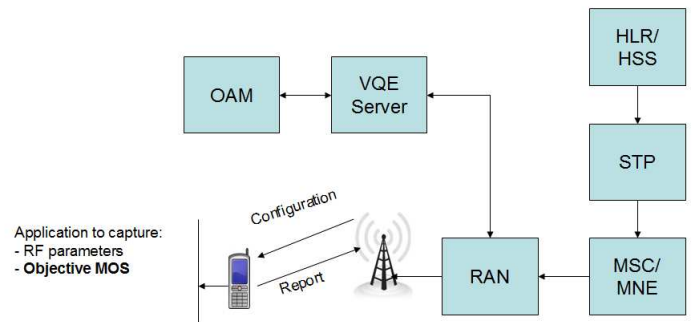 HLR/
HSS
OAM
VQE
Server
STP
Configuration
Application to capture:
- RF parameters
- Objective MOS
Report
RAN
MSC/
MNE